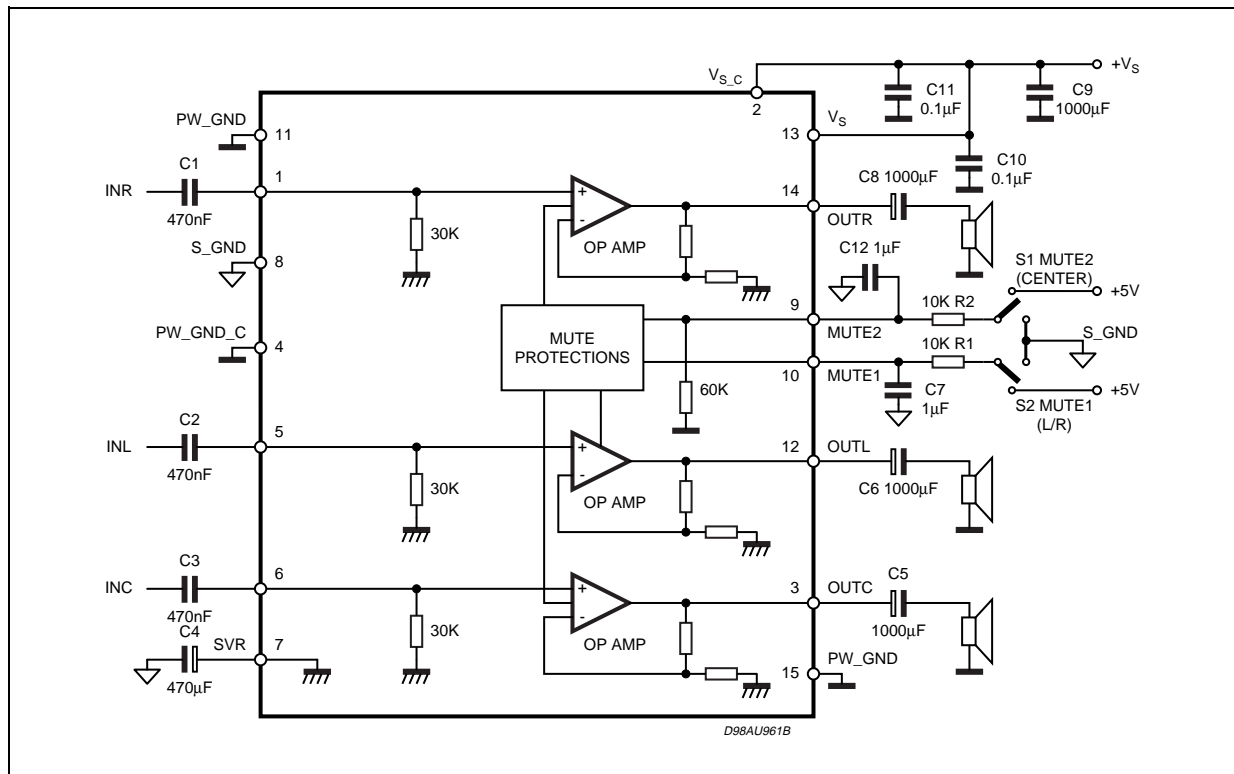 +VS
VS_C
2
C11
0.1µF
C9
1000µF
PW_GND
11
13
VS
C10
0.1µF
C1
INR
470nF
1
30K
+
-
OP AMP
14
OUTR
C8 1000µF
S_GND
8
C12 1µF
S1 MUTE2
(CENTER)
+5V
9
MUTE2
10K R2
S_GND
PW_GND_C
4
MUTE
PROTECTIONS
60K
10
MUTE1
10K R1
C7
1µF
+5V
S2 MUTE1
(L/R)
C2
INL
470nF
5
30K
+
-
OP AMP
12
OUTL
C6 1000µF
C3
INC
470nF
6
30K
+
-
OP AMP
3
OUTC
C5
1000µF
C4
470µF
SVR
7
15
PW_GND
D98AU961B